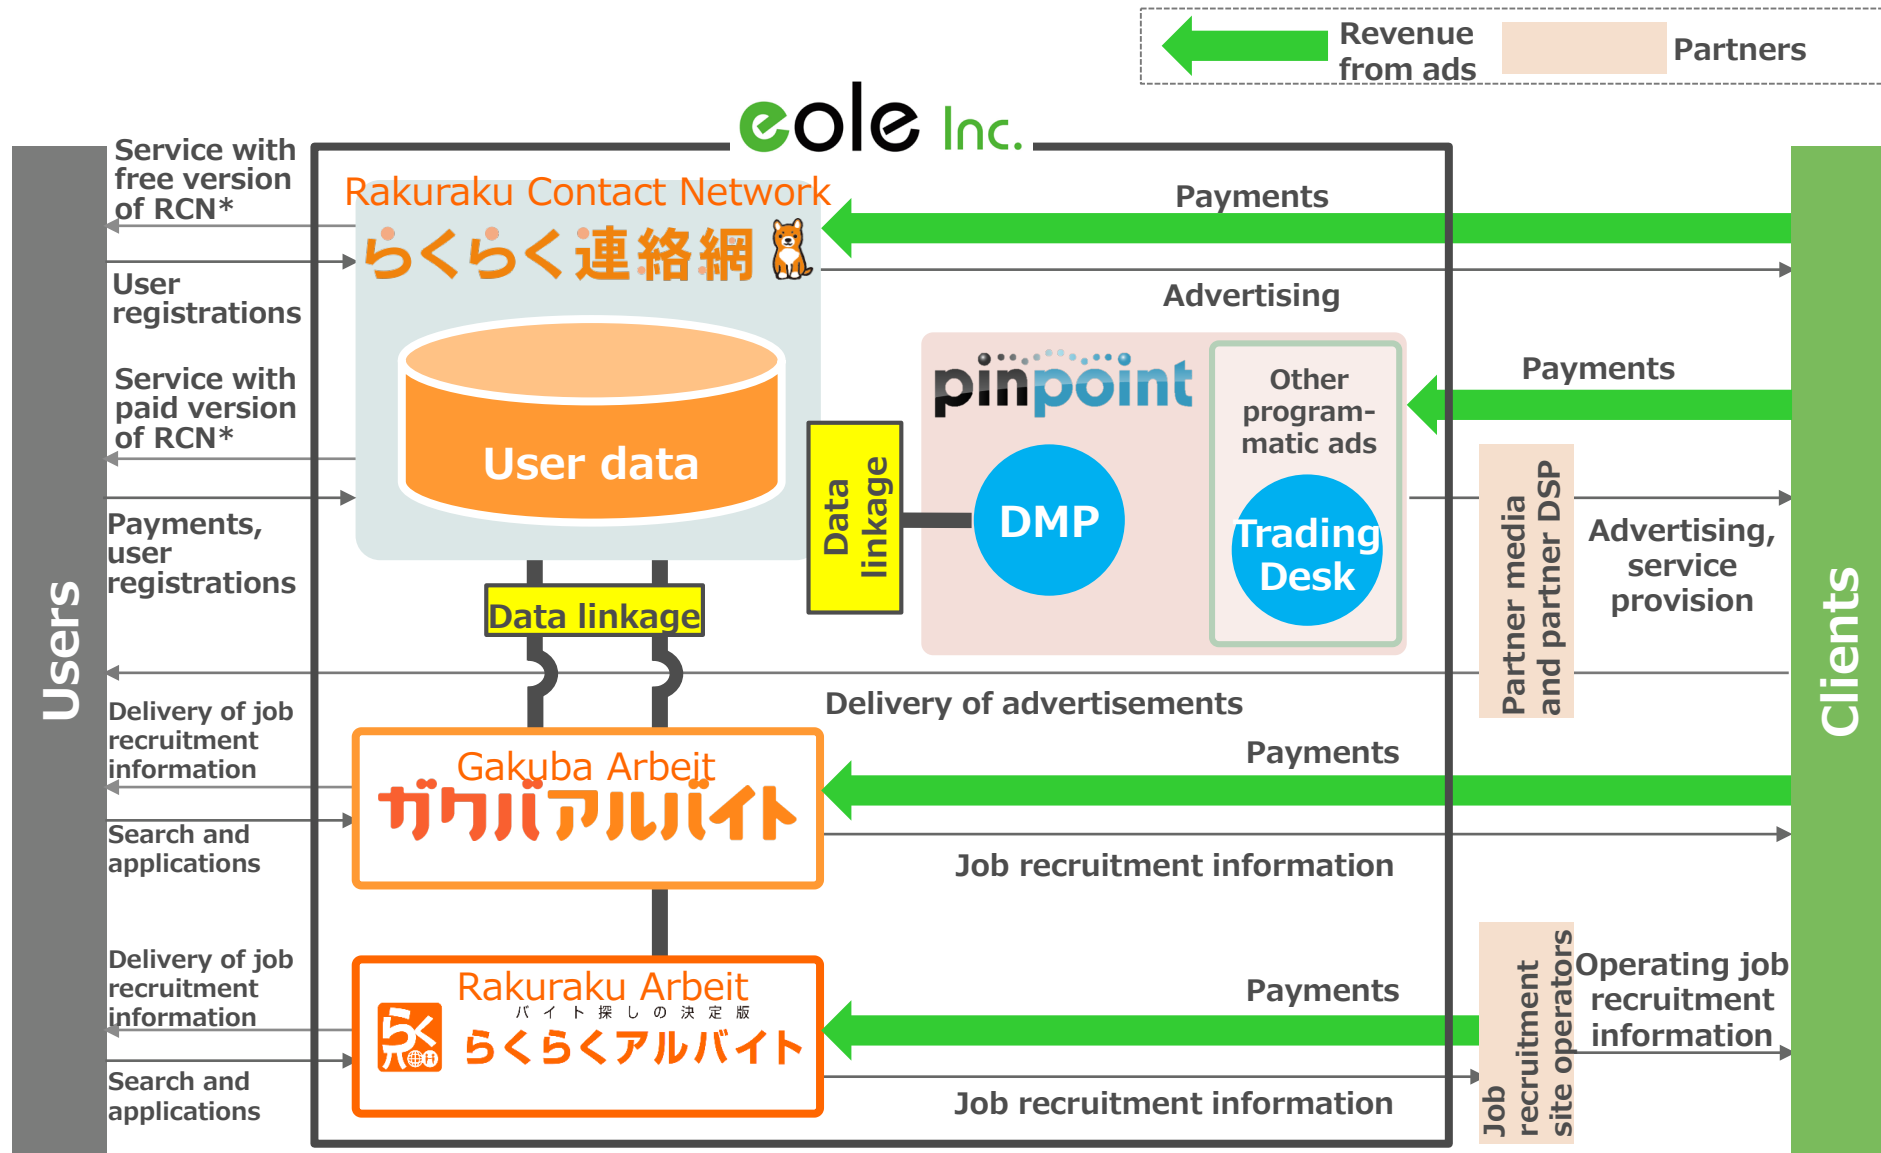 Revenue
from ads
Partners
eole Inc.
Service with
free version
of RCN*
User
registrations
Service with
paid version
of RCN*
Payments,
user
registrations
Users
Delivery of job
recruitment
information
Search and
applications
Delivery of job
recruitment
information
Search and
applications
Rakuraku Contact Network
らくらく連絡網
User data
Data linkage
Data
linkage
pinpoint
DMP
Other
program-
matic ads
Trading
Desk
Payments
Advertising
Payments
Partner media
and partner DSP
Advertising,
service
provision
Delivery of advertisements
Gakuba Arbeit
ガクバアルバイト
Payments
Job recruitment information
Rakuraku Arbeit
バイト探しの決定版
らくらくアルバイト
らく
Payments
Job recruitment information
Job
recruitment
site operators
Operating job
recruitment
information
Clients